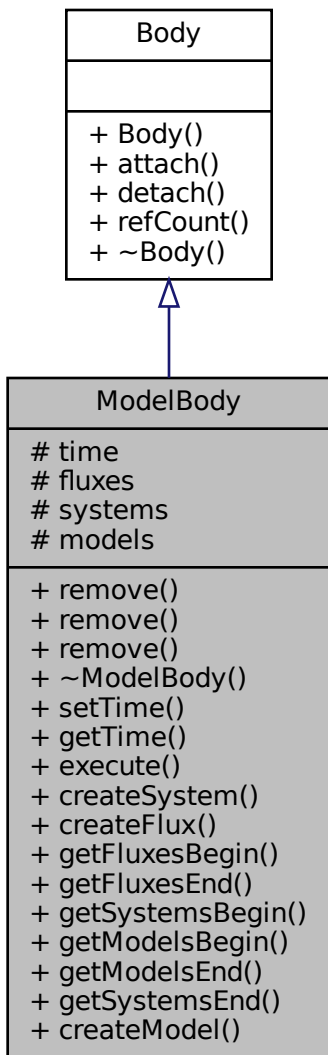 Body
+ Body()
+ attach()
+ detach()
+ refCount()
+ ~Body()
ModelBody
# time
# fluxes
# systems
# models
+ remove()
+ remove()
+ remove()
+ ~ModelBody()
+ setTime()
+ getTime()
+ execute()
+ createSystem()
+ createFlux()
+ getFluxesBegin()
+ getFluxesEnd()
+ getSystemsBegin()
+ getModelsBegin()
+ getModelsEnd()
+ getSystemsEnd()
+ createModel()